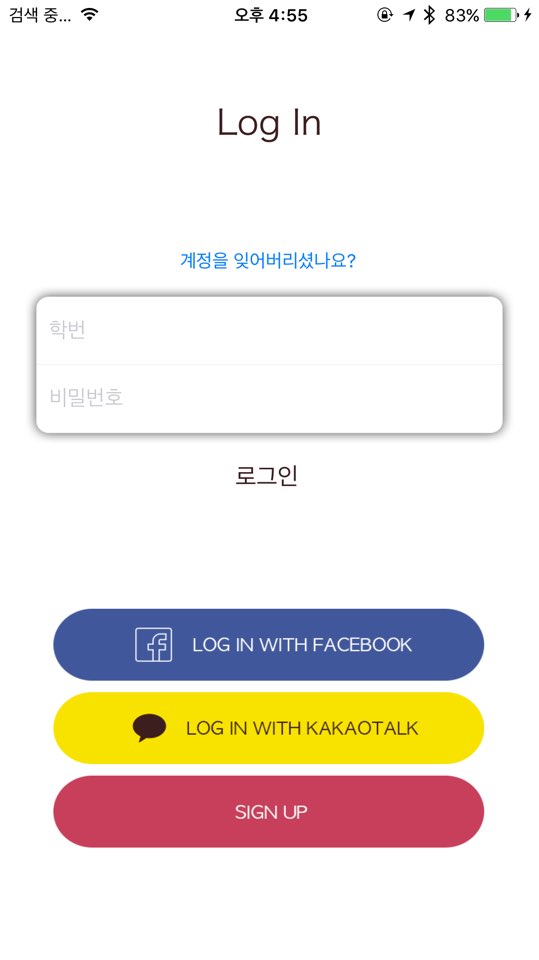 검색 중... 오후 4:55 83%
Log In
계정을 잊어버리셨나요?
학번
비밀번호
로그인
LOG IN WITH FACEBOOK
LOG IN WITH KAKAOTALK
SIGN UP